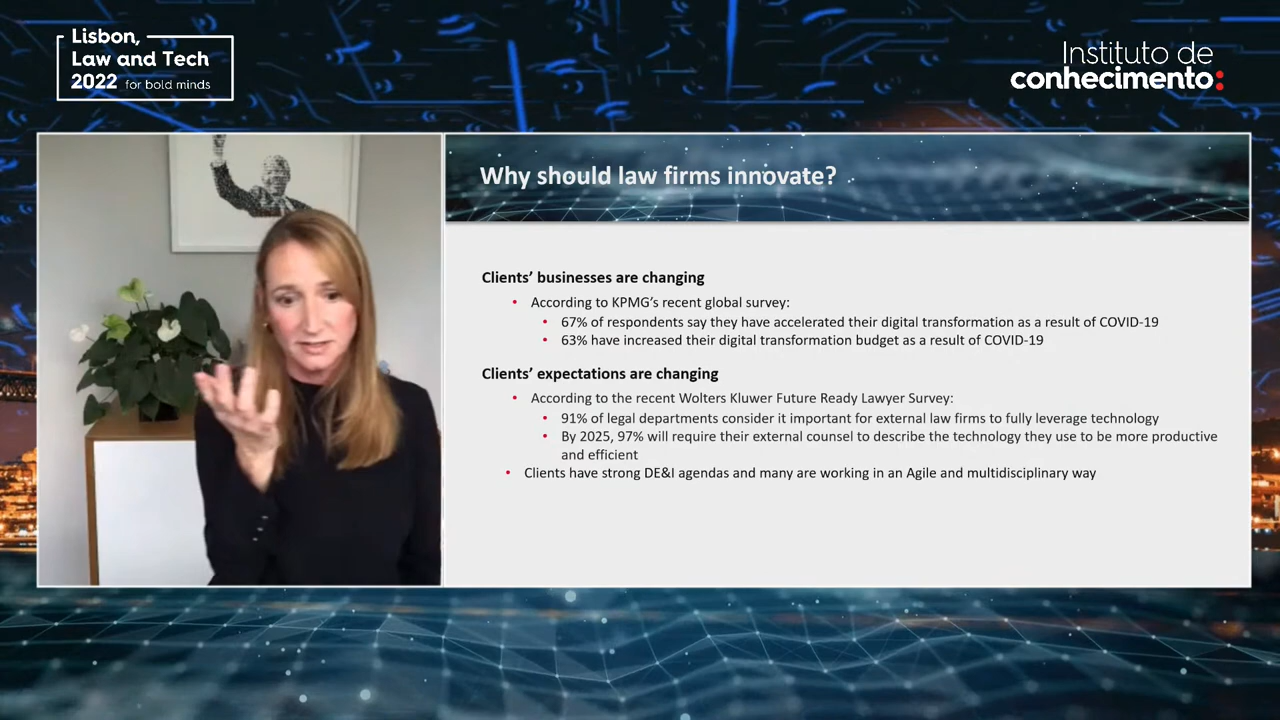 Lisbon,
Law and Tech
2022 for bold minds
Instituto de
conhecimento:
Why should law firms innovate?
Clients’ businesses are changing
• According to KPMG’s recent global survey:
• 67% of respondents say they have accelerated their digital transformation as a result of COVID-19
• 63% have increased their digital transformation budget as a result of COVID-19
Clients’ expectations are changing
• According to the recent Wolters Kluwer Future Ready Lawyer Survey:
• 91% of legal departments consider it important for external law firms to fully leverage technology
• By 2025, 97% will require their external counsel to describe the technology they use to be more productive
and efficient
• Clients have strong DE&I agendas and many are working in an Agile and multidisciplinary way